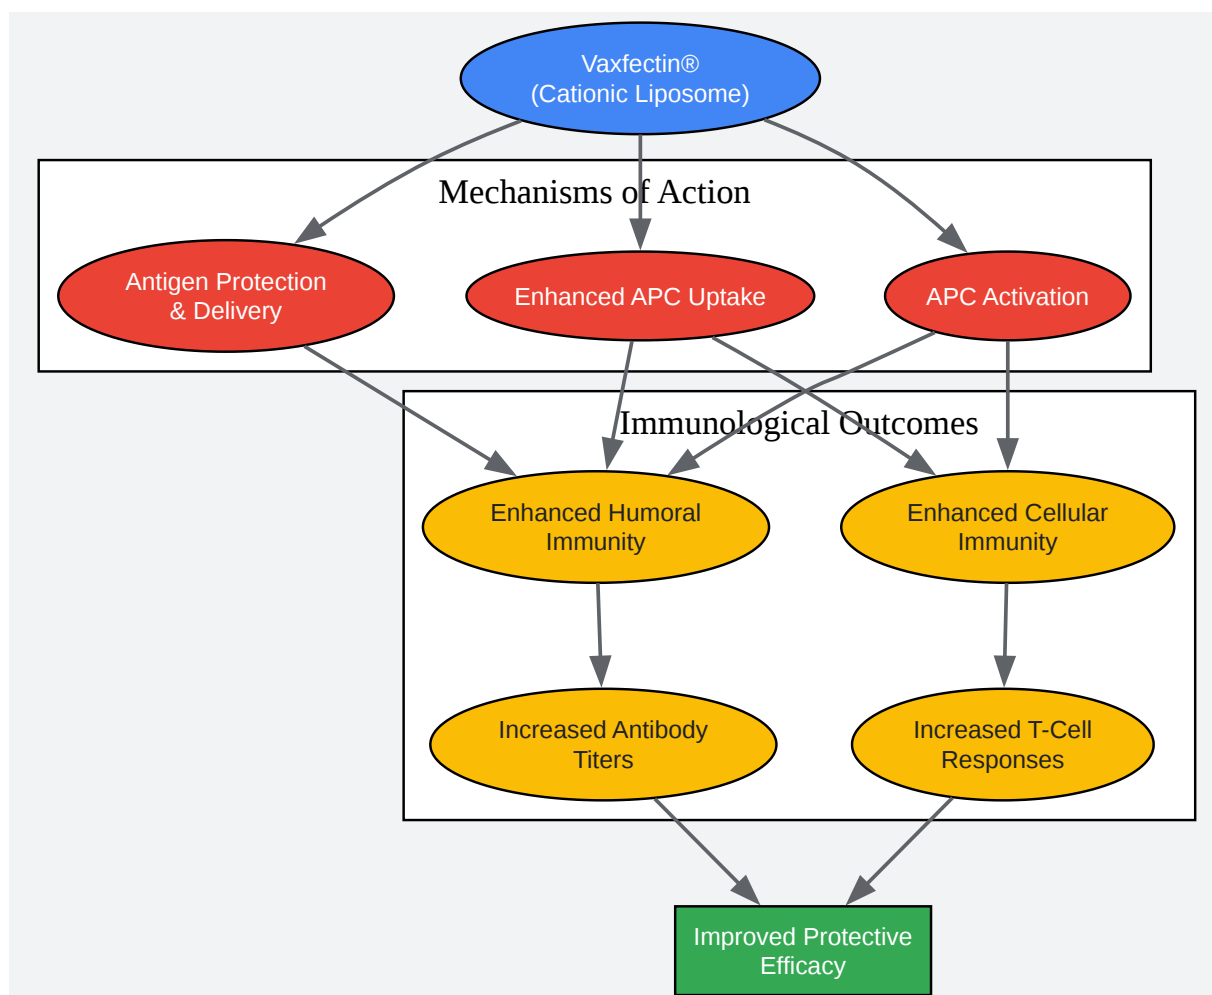 Vaxfectin®
(Cationic Liposome)
Mechanisms of Action
Antigen Protection
& Delivery
Enhanced APC Uptake
APC Activation
Immunological Outcomes
Enhanced Humoral
Immunity
Enhanced Cellular
Immunity
Increased Antibody
Titers
Increased T-Cell
Responses
Improved Protective
Efficacy